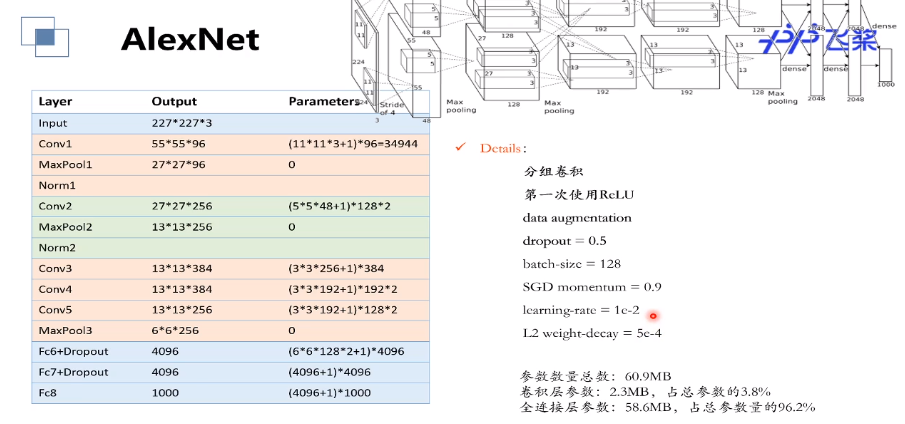 AlexNet
飞桨
Layer Output Parameters
Input 227*227*3
Conv1 55*55*96 (11*11*3+1)*96=34944
MaxPool1 27*27*96 0
Norm1
Conv2 27*27*256 (5*5*48+1)*128*2
MaxPool2 13*13*256 0
Norm2
Conv3 13*13*384 (3*3*256+1)*384
Conv4 13*13*384 (3*3*192+1)*192*2
Conv5 13*13*256 (3*3*192+1)*128*2
MaxPool3 6*6*256 0
Fc6+Dropout 4096 (6*6*128*2+1)*4096
Fc7+Dropout 4096 (4096+1)*4096
Fc8 1000 (4096+1)*1000
11
5
5
48
55
27
3
3
128
3
3
192
3
3
192
3
3
128
224
11
11
224
Stride
of 4
3
55
5
5
48
27
3
3
128
Max
pooling
Max
pooling
13
3
3
192
13
3
3
192
13
128
Max
pooling
dense
dense
dense
2048
2048
2048
2048
1000
✓ Details:
分组卷积
第一次使用ReLU
data augmentation
dropout = 0.5
batch-size = 128
SGD momentum = 0.9
learning-rate = 1e-2
L2 weight-decay = 5e-4
参数数量总数：60.9MB
卷积层参数：2.3MB，占总参数的3.8%
全连接层参数：58.6MB，占总参数量的96.2%